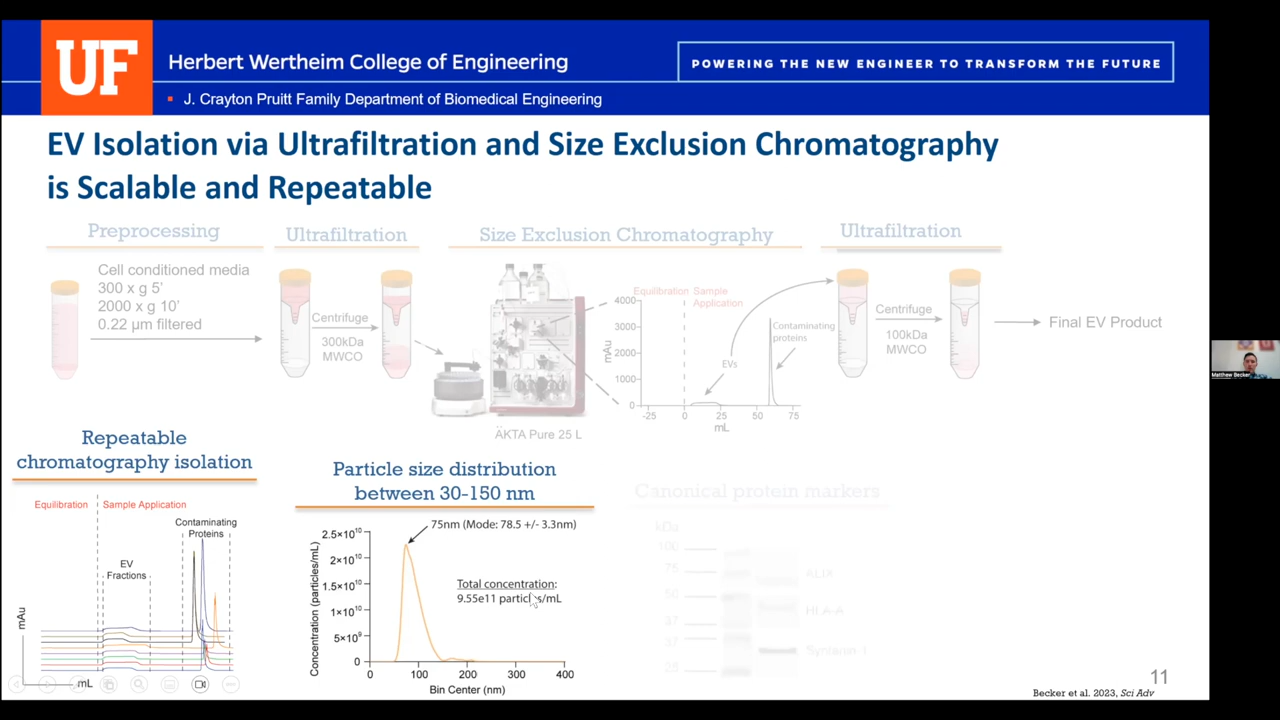 UF
Herbert Wertheim College of Engineering
POWERING THE NEW ENGINEER TO TRANSFORM THE FUTURE
J. Crayton Pruitt Family Department of Biomedical Engineering
EV Isolation via Ultrafiltration and Size Exclusion Chromatography
is Scalable and Repeatable
Preprocessing
Ultrafiltration
Size Exclusion Chromatography
Ultrafiltration
Cell conditioned media
300 x g 5’
2000 x g 10’
0.22 µm filtered
Centrifuge
300kDa
MWCO
ÄKTA Pure 25 L
Equilibration
Sample
Application
4000
3000
2000
1000
0
mAu
-25
0
25
50
75
mL
EVs
Contaminating
proteins
Centrifuge
100kDa
MWCO
Final EV Product
Matthew Becker
Repeatable
chromatography isolation
Equilibration
Sample Application
Contaminating
Proteins
EV
Fractions
mAu
mL
Particle size distribution
between 30-150 nm
75nm (Mode: 78.5 +/- 3.3nm)
Total concentration:
9.55e11 particles/mL
Concentration (particles/mL)
2.5×10¹⁰
2×10¹⁰
1.5×10¹⁰
1×10¹⁰
5×10⁹
0
0
100
200
300
400
Bin Center (nm)
Canonical protein markers
kDa
100
75
50
37
37
25
ALIX
HLA-A
Syntenin-1
11
Becker et al. 2023, Sci Adv